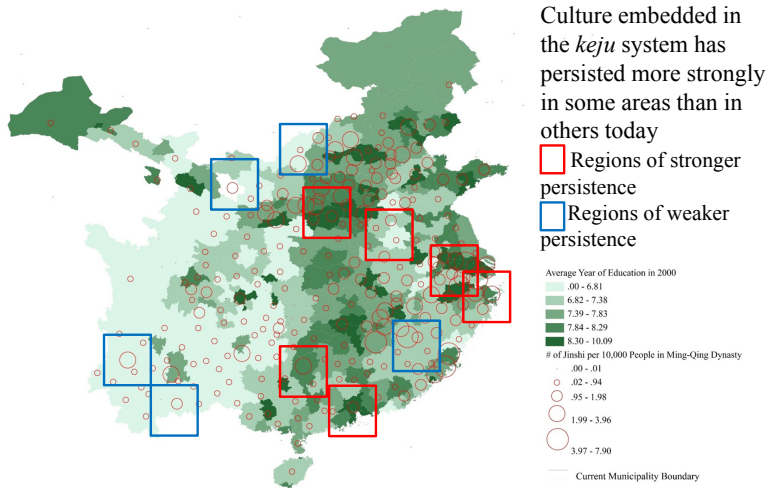 Culture embedded in
the keju system has
persisted more strongly
in some areas than in
others today
Regions of stronger
persistence
Regions of weaker
persistence
Average Year of Education in 2000
.00 - 6.81
6.82 - 7.38
7.39 - 7.83
7.84 - 8.29
8.30 - 10.09
# of Jinshi per 10,000 People in Ming-Qing Dynasty
.00 - .01
.02 - .94
.95 - 1.98
1.99 - 3.96
3.97 - 7.90
Current Municipality Boundary